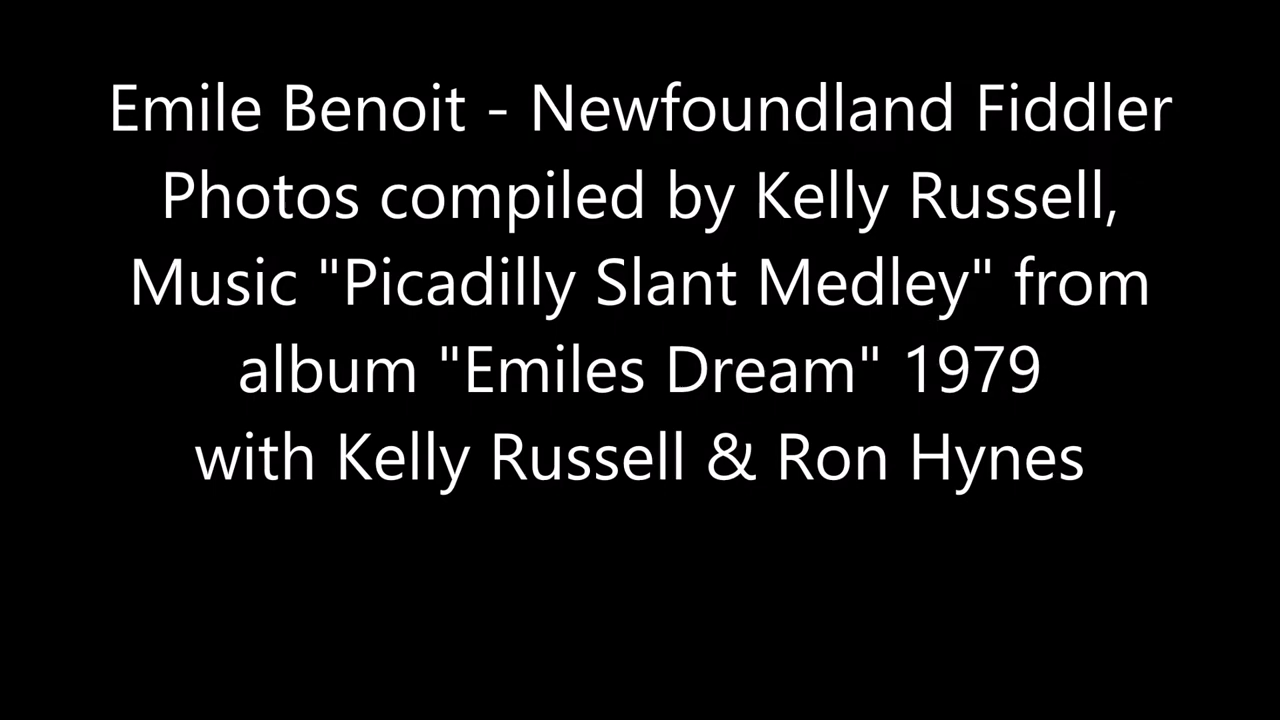 Emile Benoit - Newfoundland Fiddler
Photos compiled by Kelly Russell,
Music "Picadilly Slant Medley" from
album "Emiles Dream" 1979
with Kelly Russell & Ron Hynes